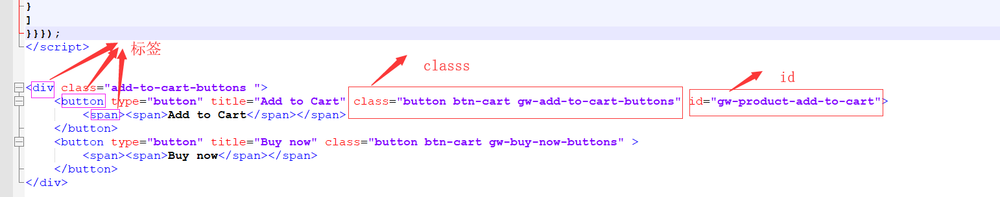 }
]
}}});
</script>
标签
classs
id
<div class="add-to-cart-buttons ">
<button type="button" title="Add to Cart" class="button btn-cart gw-add-to-cart-buttons" id="gw-product-add-to-cart">
<span><span>Add to Cart</span></span>
</button>
<button type="button" title="Buy now" class="button btn-cart gw-buy-now-buttons" >
<span><span>Buy now</span></span>
</button>
</div>